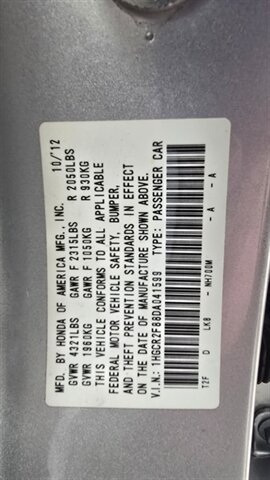 MFD. BY HONDA OF AMERICA MFG., INC. 10/12
GVWR 4321LBS GAWR F 2315LBS R 2050LBS
GVWR 1960KG GAWR F 1050KG R 930KG
THIS VEHICLE CONFORMS TO ALL APPLICABLE
FEDERAL MOTOR VEHICLE SAFETY, BUMPER,
AND THEFT PREVENTION STANDARDS IN EFFECT
ON THE DATE OF MANUFACTURE SHOWN ABOVE.
V.I.N.: 1HGCR2F88DA041599 TYPE: PASSENGER CAR
T2F D LK8 - NH700M - A - A